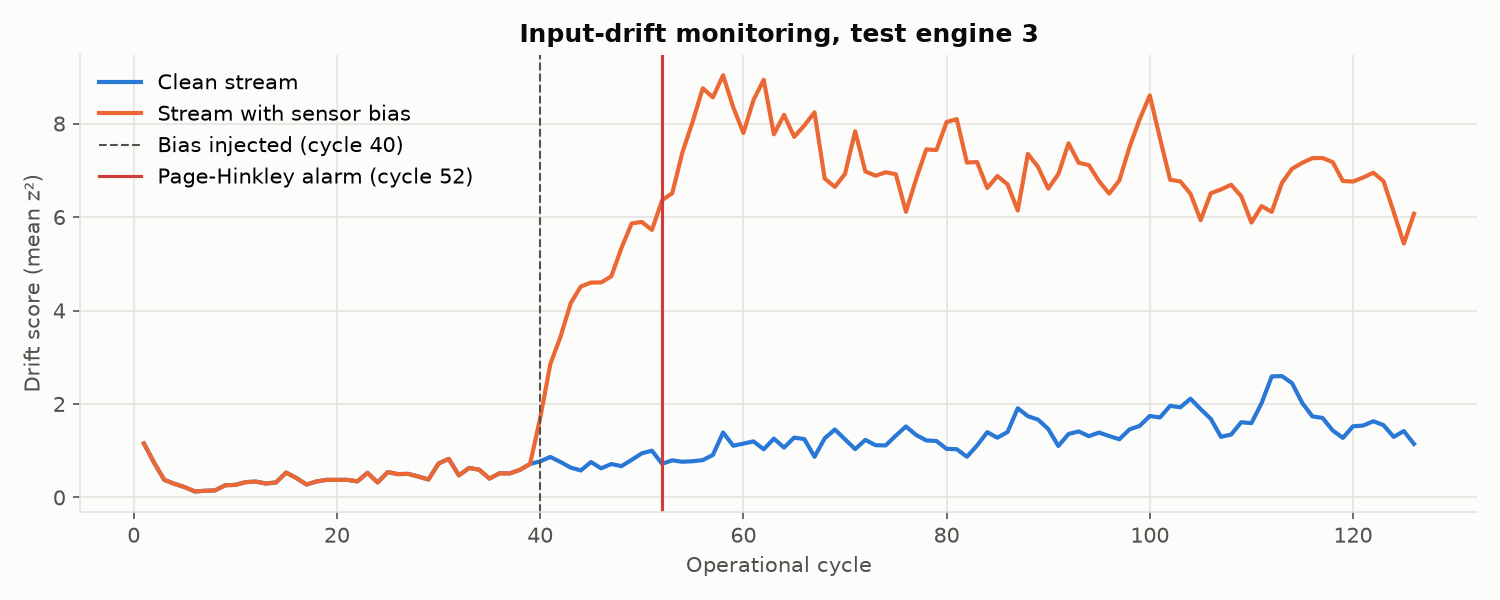 Input-drift monitoring, test engine 3
Clean stream
Stream with sensor bias
Bias injected (cycle 40)
Page-Hinkley alarm (cycle 52)
Drift score (mean z²)
8
6
4
2
0
0 20 40 60 80 100 120
Operational cycle